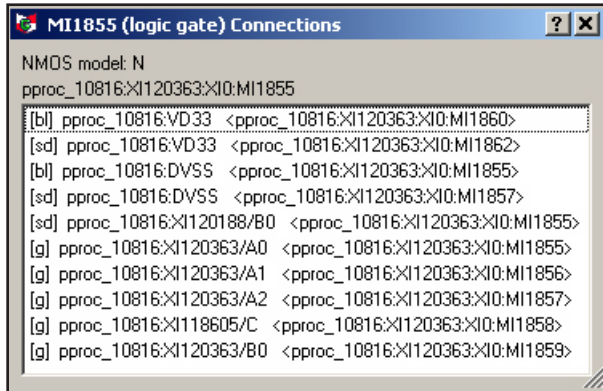 MI1855 (logic gate) Connections
NMOS model: N
pproc_10816:XI120363:XI0:MI1855
[bl] pproc_10816:VD33 <pproc_10816:XI120363:XI0:MI1860>
[sd] pproc_10816:VD33 <pproc_10816:XI120363:XI0:MI1862>
[bl] pproc_10816:DVSS <pproc_10816:XI120363:XI0:MI1855>
[sd] pproc_10816:DVSS <pproc_10816:XI120363:XI0:MI1857>
[sd] pproc_10816:XI120188/B0 <pproc_10816:XI120363:XI0:MI1855>
[g] pproc_10816:XI120363/A0 <pproc_10816:XI120363:XI0:MI1855>
[g] pproc_10816:XI120363/A1 <pproc_10816:XI120363:XI0:MI1856>
[g] pproc_10816:XI120363/A2 <pproc_10816:XI120363:XI0:MI1857>
[g] pproc_10816:XI118605/C <pproc_10816:XI120363:XI0:MI1858>
[g] pproc_10816:XI120363/B0 <pproc_10816:XI120363:XI0:MI1859>